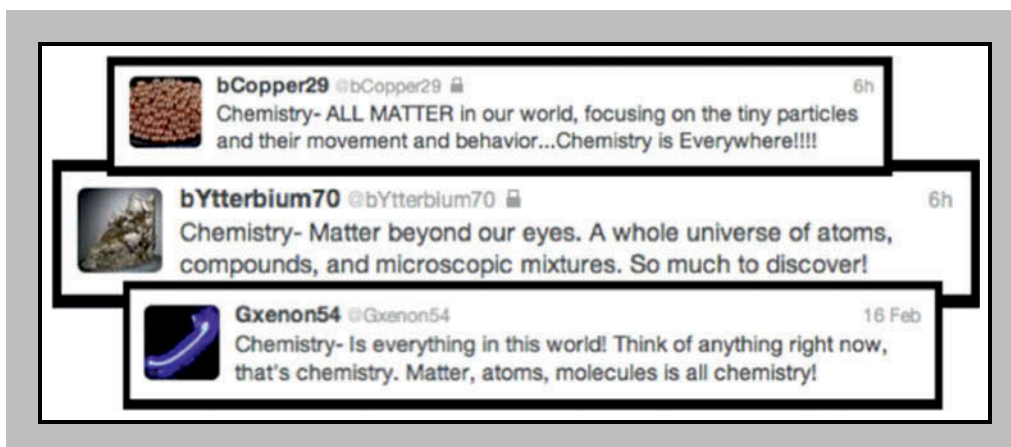 bCopper29 @bCopper29 6h
Chemistry- ALL MATTER in our world, focusing on the tiny particles
and their movement and behavior...Chemistry is Everywhere!!!!
bYtterbium70 @bYtterbium70 6h
Chemistry- Matter beyond our eyes. A whole universe of atoms,
compounds, and microscopic mixtures. So much to discover!
Gxenon54 @Gxenon54 16 Feb
Chemistry- Is everything in this world! Think of anything right now,
that's chemistry. Matter, atoms, molecules is all chemistry!